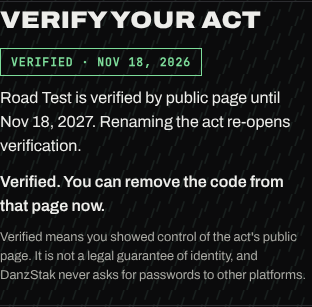 VERIFY YOUR ACT
VERIFIED · NOV 18, 2026
Road Test is verified by public page until
Nov 18, 2027. Renaming the act re-opens
verification.
Verified. You can remove the code from
that page now.
Verified means you showed control of the act's public
page. It is not a legal guarantee of identity, and
DanzStak never asks for passwords to other platforms.